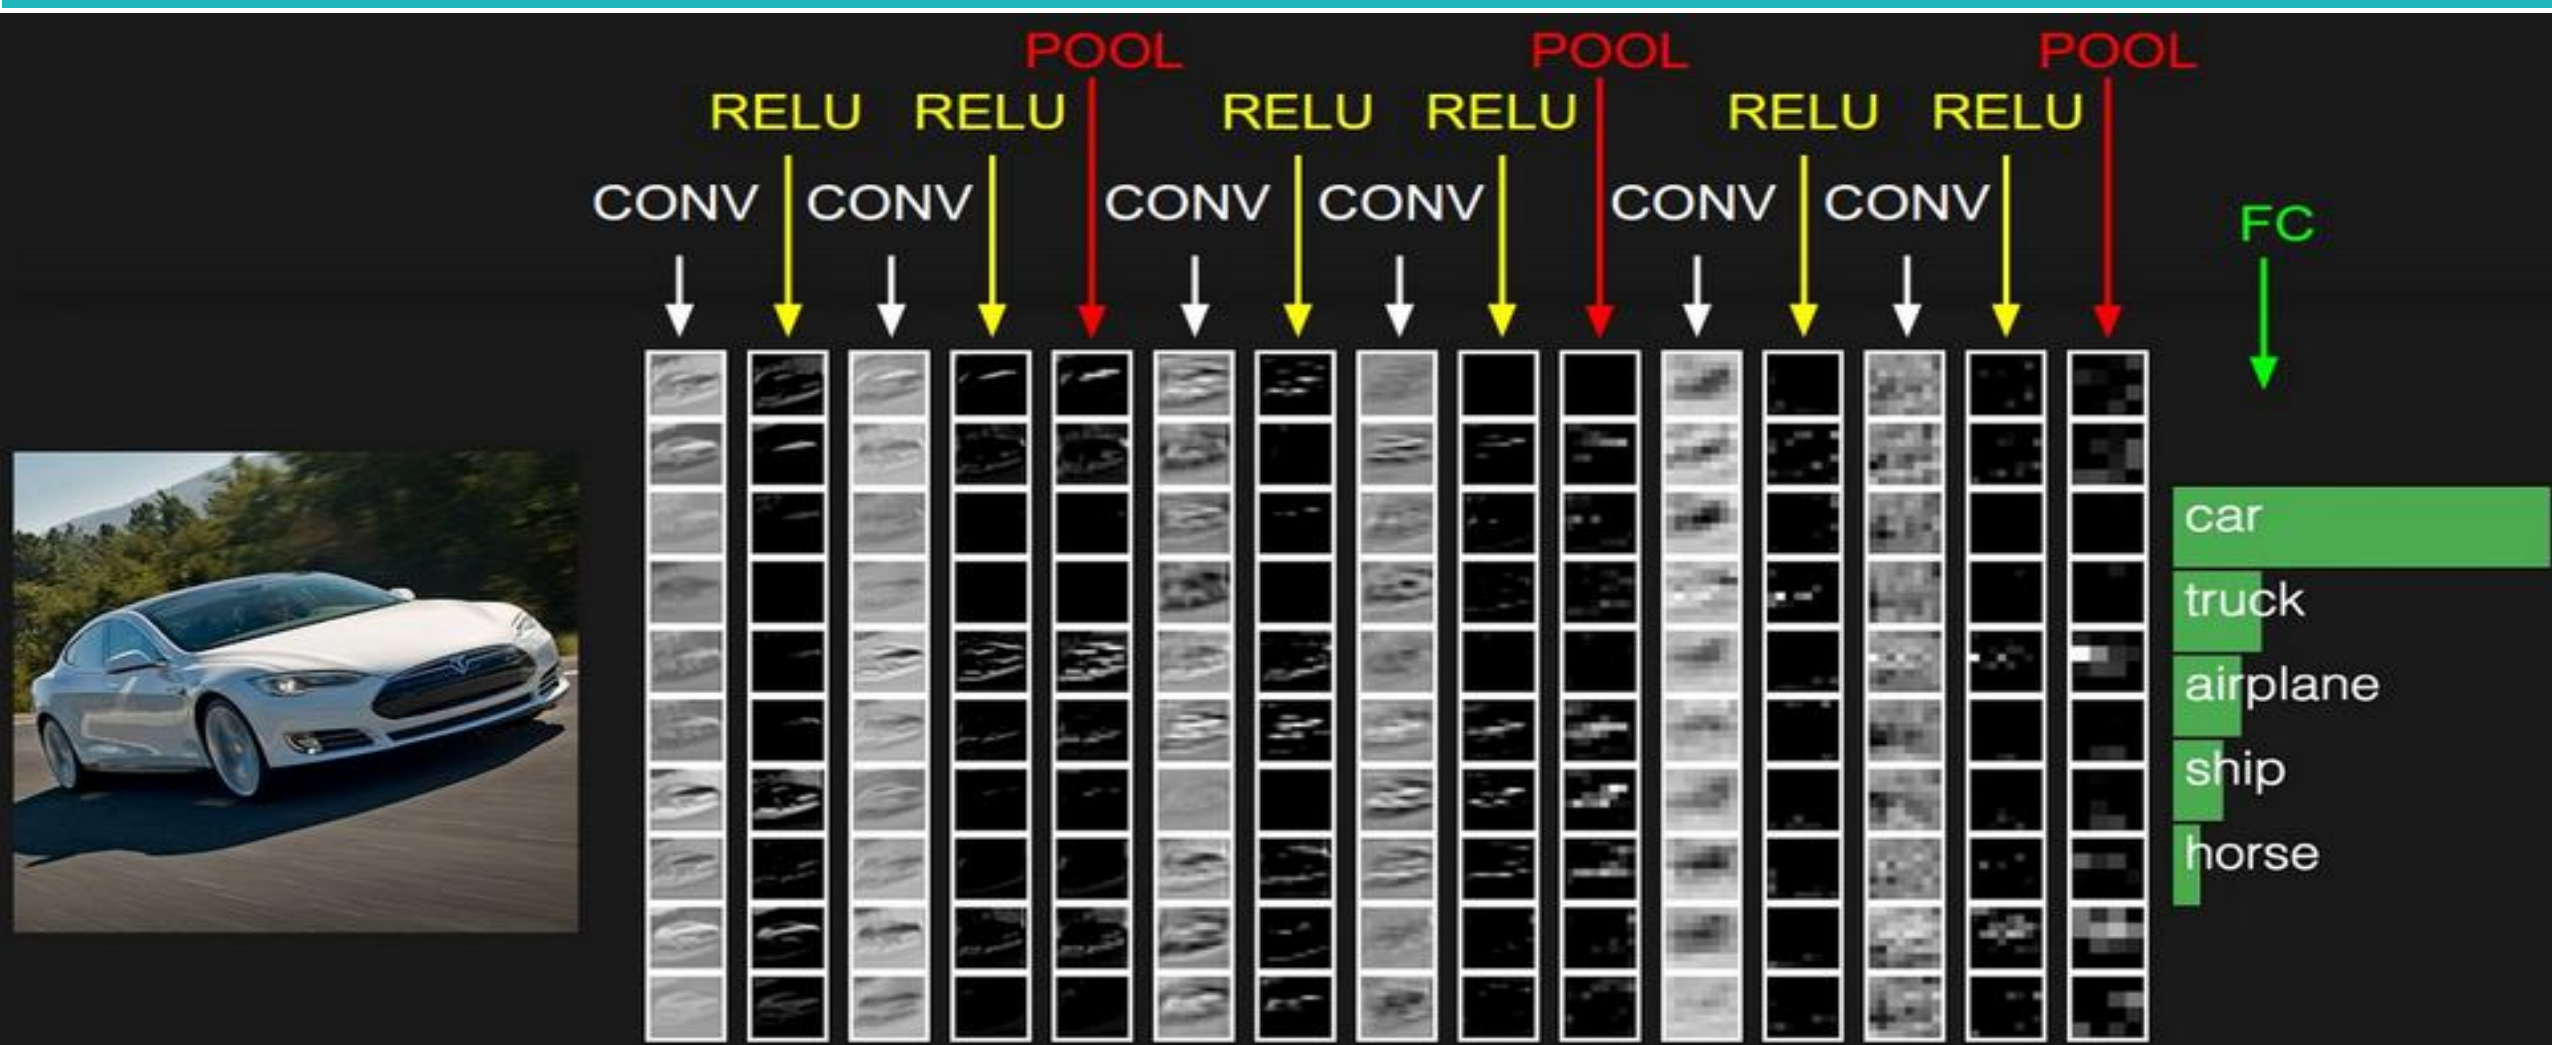 POOL POOL POOL
RELU RELU RELU RELU RELU RELU
CONV CONV CONV CONV CONV CONV
FC
car
truck
airplane
ship
horse